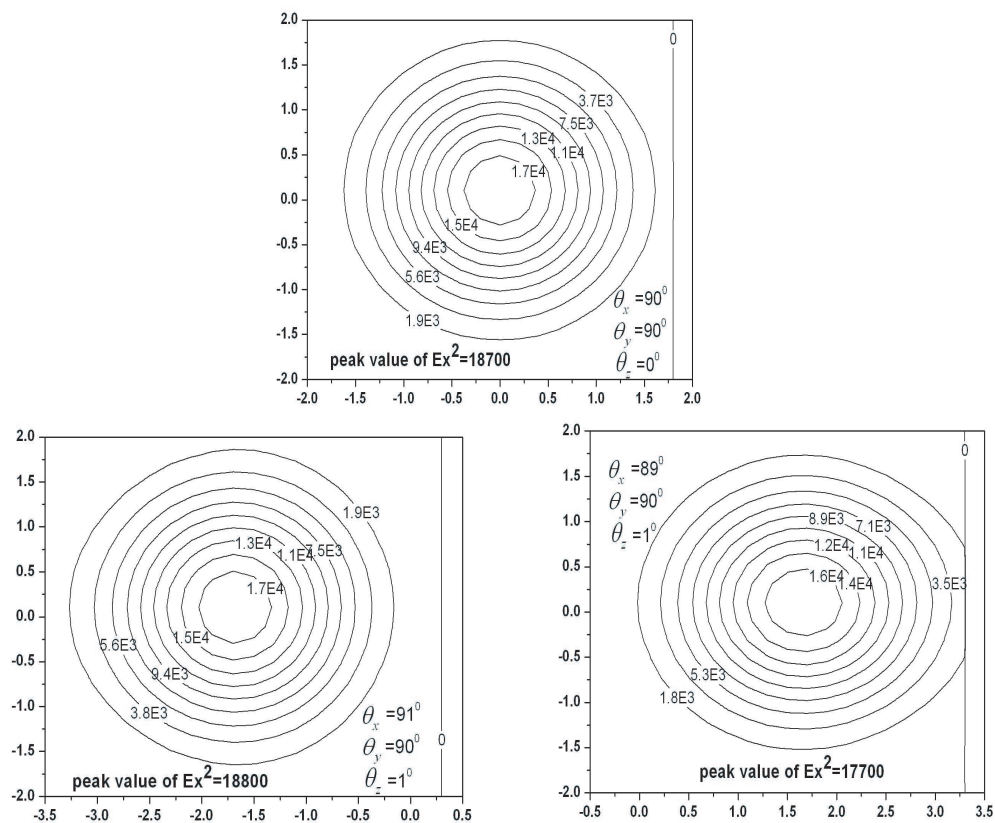 2.0
0
1.5
1.0
3.7E3
7.5E3
1.3E4
0.5
1.1E4
1.7E4
0.0
1.5E4
-0.5
9.4E3
5.6E3
-1.0
θx =90⁰
1.9E3
-1.5
θy =90⁰
peak value of Ex²=18700
θz =0⁰
-2.0
-2.0 -1.5 -1.0 -0.5 0.0 0.5 1.0 1.5 2.0
2.0
1.5
1.9E3
1.0
1.3E4
1.1E4
7.5E3
0.5
1.7E4
0.0
1.5E4
5.6E3
-0.5
9.4E3
-1.0
3.8E3
θx =91⁰
0
-1.5
θy =90⁰
peak value of Ex²=18800
θz =1⁰
-2.0
-3.5 -3.0 -2.5 -2.0 -1.5 -1.0 -0.5 0.0 0.5
2.0
0
θx =89⁰
1.5
θy =90⁰
1.0
8.9E3
7.1E3
θz =1⁰
1.2E4
1.1E4
0.5
1.6E4
1.4E4
3.5E3
0.0
-0.5
5.3E3
1.8E3
-1.0
-1.5
peak value of Ex²=17700
-2.0
-0.5 0.0 0.5 1.0 1.5 2.0 2.5 3.0 3.5